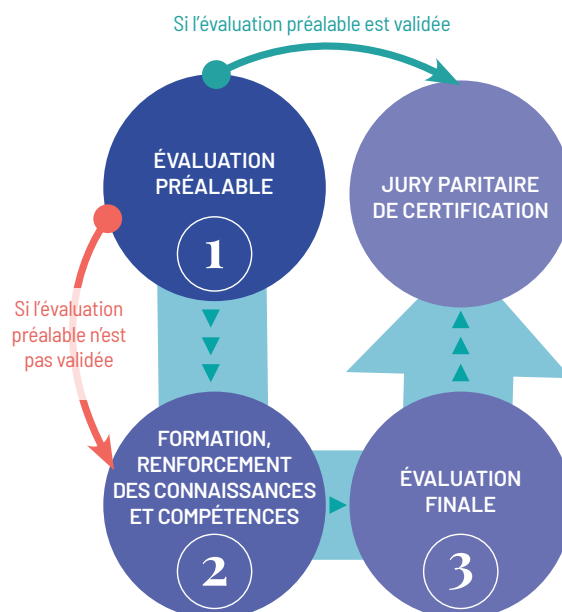 Si l’évaluation préalable est validée
ÉVALUATION
PRÉALABLE
1
JURY PARITAIRE
DE CERTIFICATION
Si l’évaluation
préalable n’est
pas validée
FORMATION,
RENFORCEMENT
DES CONNAISSANCES
ET COMPÉTENCES
2
ÉVALUATION
FINALE
3